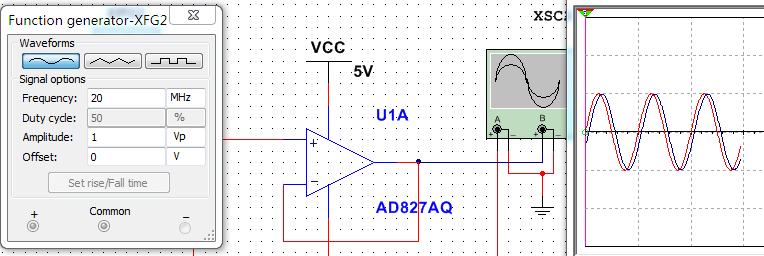 Function generator-XFG2
Waveforms
Signal options
Frequency: 20 MHz
Duty cycle: 50 %
Amplitude: 1 Vp
Offset: 0 V
Set rise/Fall time
+ Common −
VCC
5V
U1A
+
−
AD827AQ
XSC2
A B
+ − + −